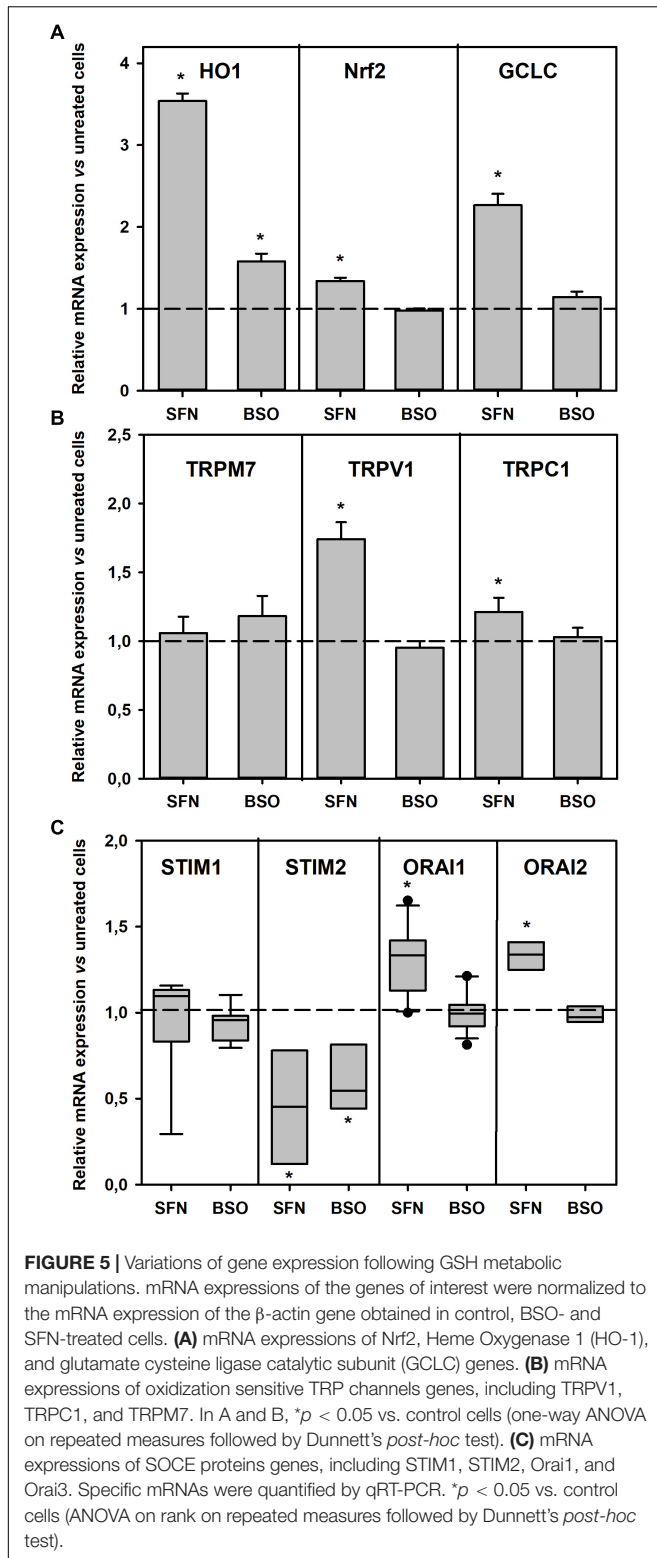 A
Relative mRNA expression vs unreated cells
4
3
2
1
0
HO1 Nrf2 GCLC
* * * *
SFN BSO SFN BSO SFN BSO
B
Relative mRNA expression vs unreated cells
2,5
2,0
1,5
1,0
0,5
0,0
TRPM7 TRPV1 TRPC1
* *
SFN BSO SFN BSO SFN BSO
C
Relative mRNA expression vs unreated cells
2,0
1,5
1,0
0,5
0,0
STIM1 STIM2 ORAI1 ORAI2
* * * *
SFN BSO SFN BSO SFN BSO SFN BSO
FIGURE 5 | Variations of gene expression following GSH metabolic
manipulations. mRNA expressions of the genes of interest were normalized to
the mRNA expression of the β-actin gene obtained in control, BSO- and
SFN-treated cells. (A) mRNA expressions of Nrf2, Heme Oxygenase 1 (HO-1),
and glutamate cysteine ligase catalytic subunit (GCLC) genes. (B) mRNA
expressions of oxidization sensitive TRP channels genes, including TRPV1,
TRPC1, and TRPM7. In A and B, *p < 0.05 vs. control cells (one-way ANOVA
on repeated measures followed by Dunnett's post-hoc test). (C) mRNA
expressions of SOCE proteins genes, including STIM1, STIM2, Orai1, and
Orai3. Specific mRNAs were quantified by qRT-PCR. *p < 0.05 vs. control
cells (ANOVA on rank on repeated measures followed by Dunnett's post-hoc
test).